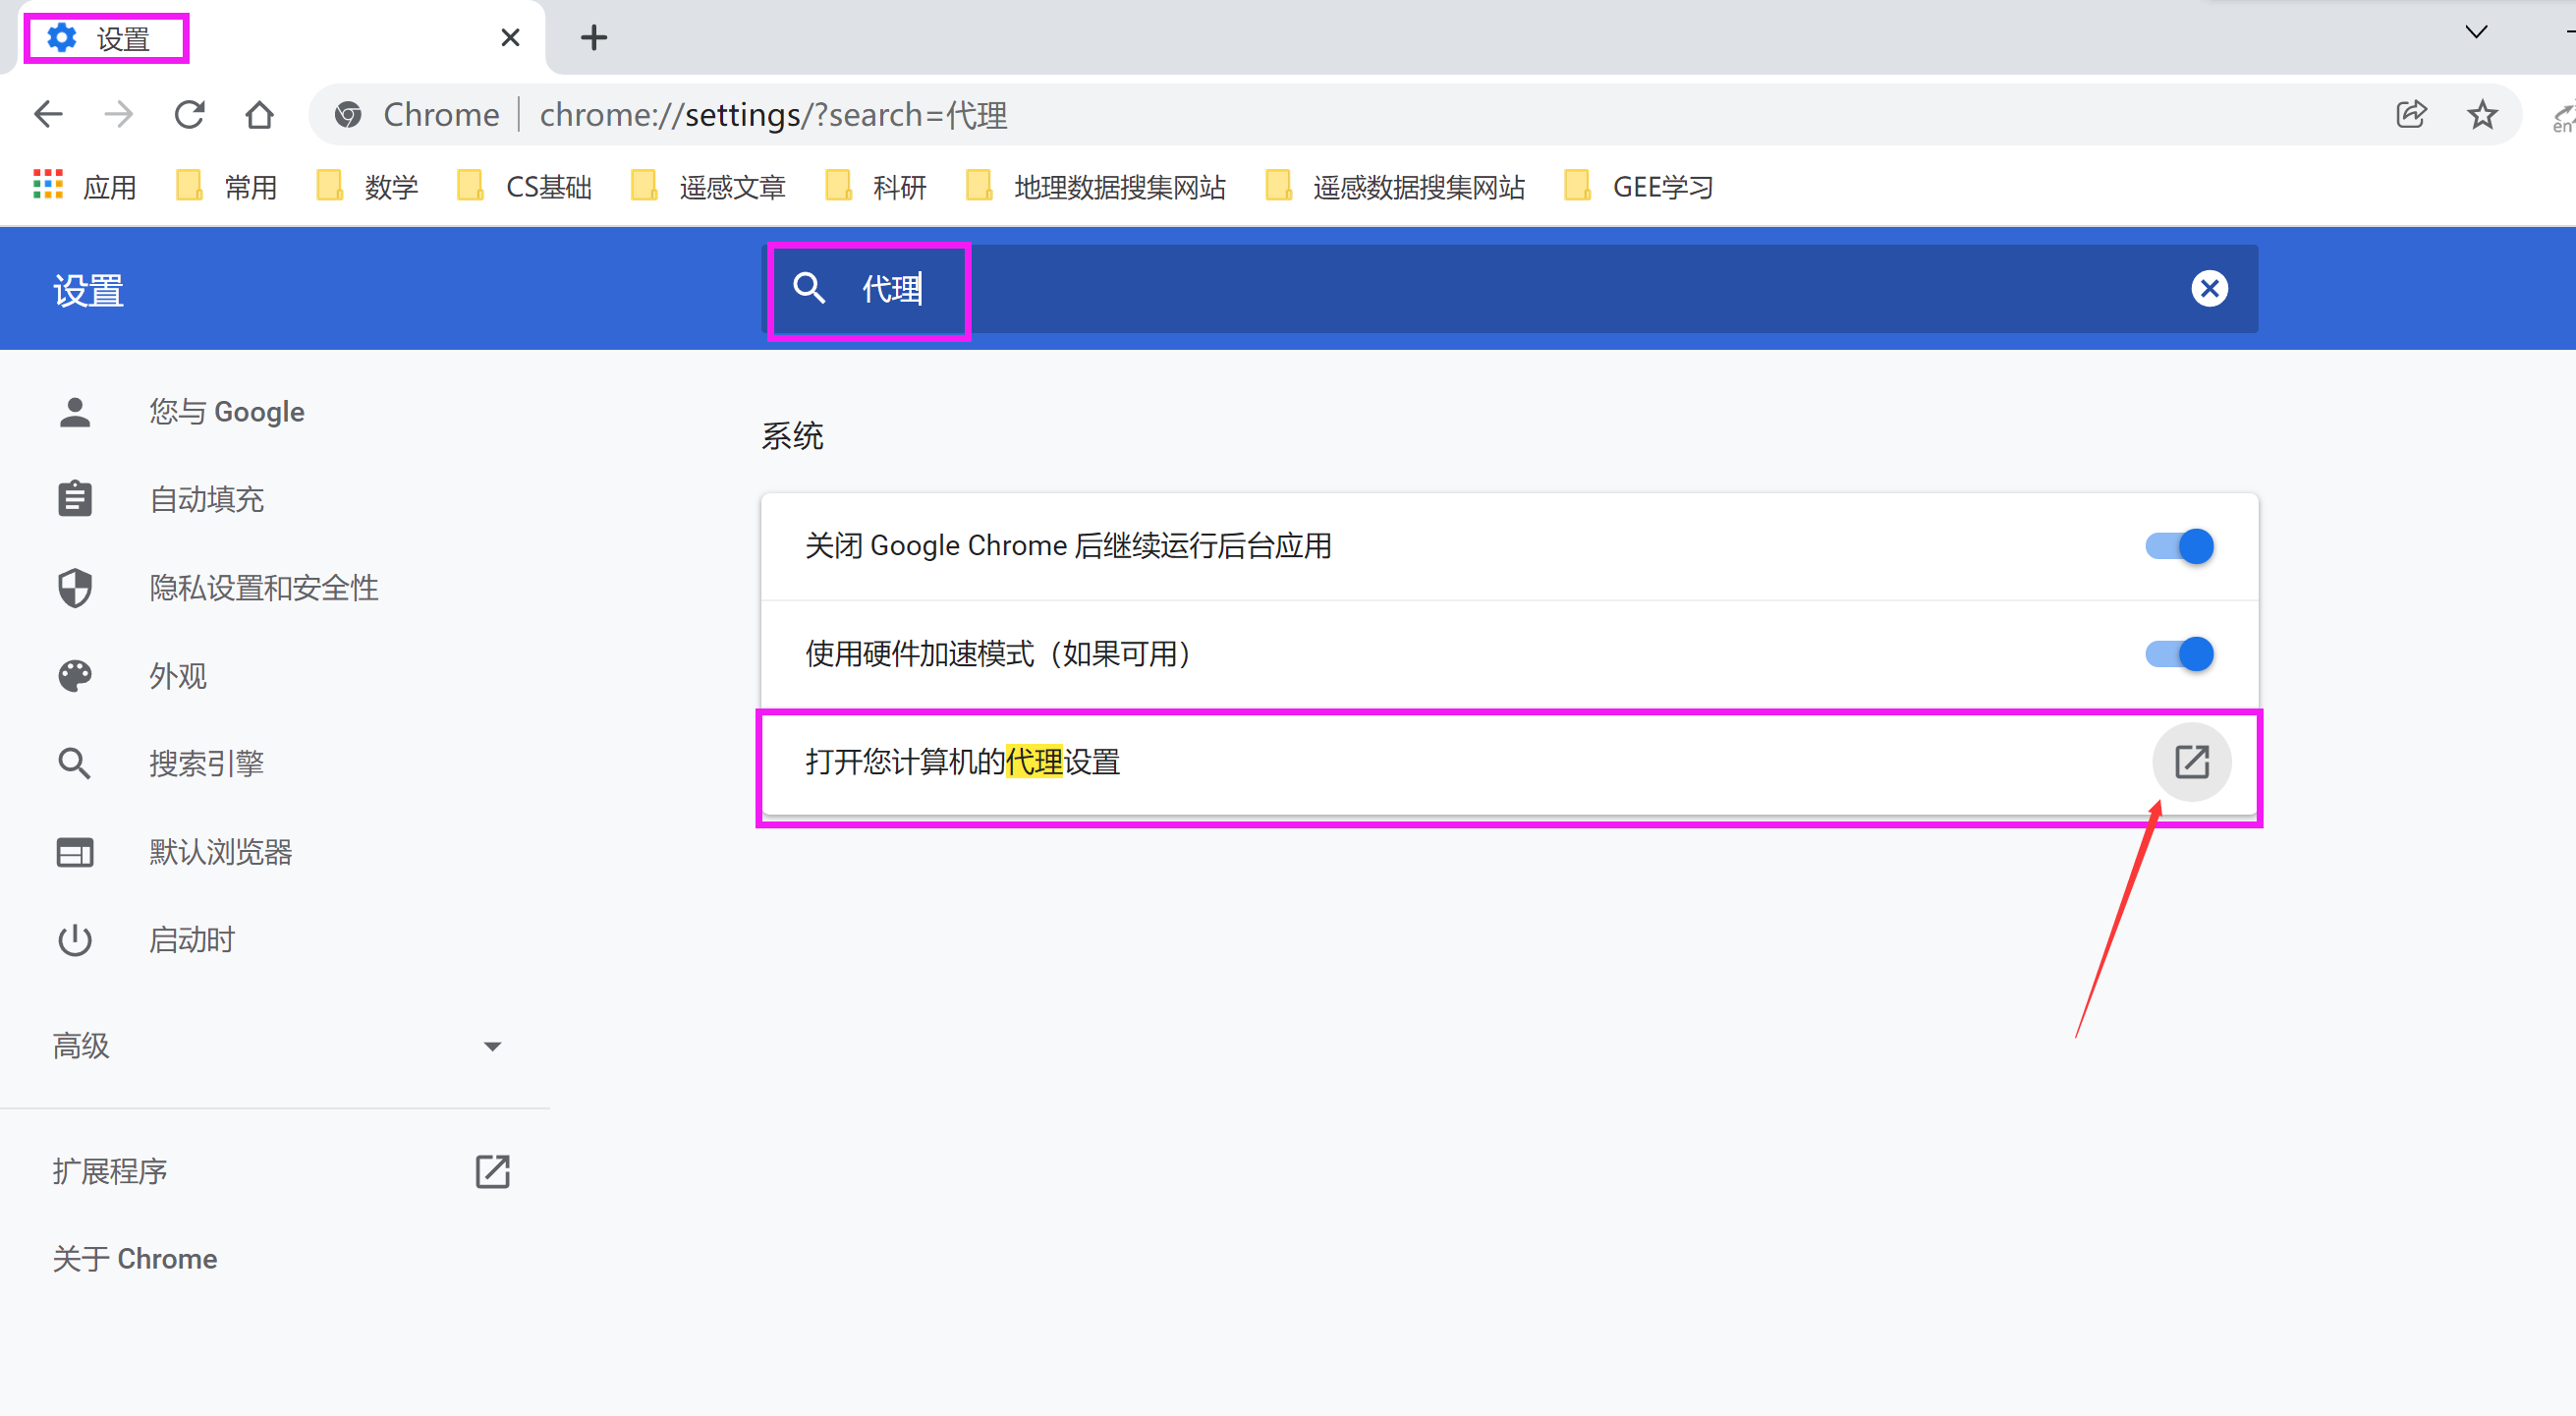 设置
Chrome chrome://settings/?search=代理
en
应用 常用 数学 CS基础 遥感文章 科研 地理数据搜集网站 遥感数据搜集网站 GEE学习
设置
代理
您与 Google
自动填充
隐私设置和安全性
外观
搜索引擎
默认浏览器
启动时
高级
扩展程序
关于 Chrome
系统
关闭 Google Chrome 后继续运行后台应用
使用硬件加速模式（如果可用）
打开您计算机的代理设置